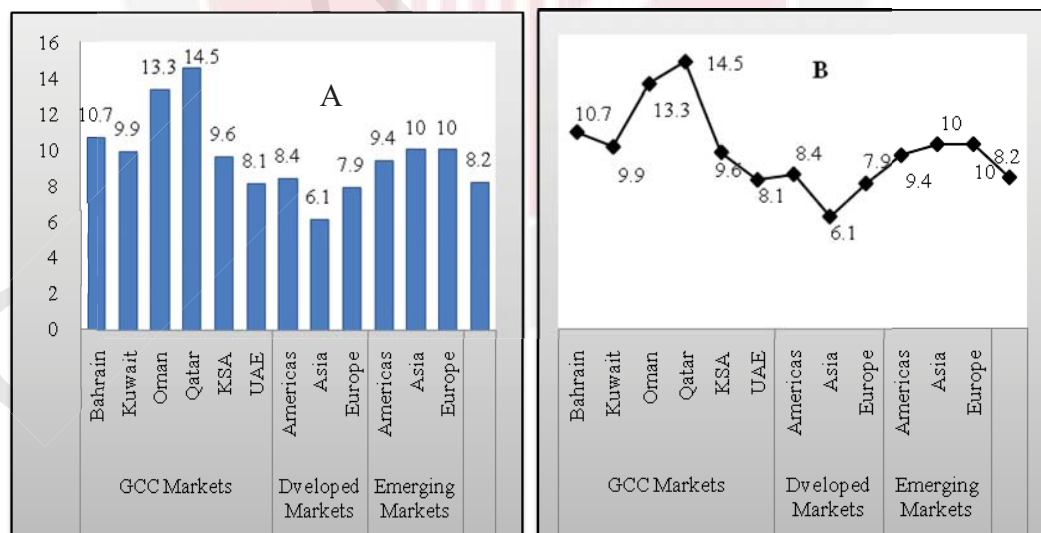 16
14
12
10
8
6
4
2
0
A
10.7
9.9
13.3
14.5
9.6
8.1
8.4
6.1
7.9
9.4
10
10
8.2
Bahrain
Kuwait
Oman
Qatar
KSA
UAE
Americas
Asia
Europe
Americas
Asia
Europe
GCC Markets
Dveloped
Markets
Emerging
Markets
B
10.7
9.9
13.3
14.5
9.6
8.1
8.4
6.1
7.9
9.4
10
10
8.2
Bahrain
Kuwait
Oman
Qatar
KSA
UAE
Americas
Asia
Europe
Americas
Asia
Europe
GCC Markets
Dveloped
Markets
Emerging
Markets